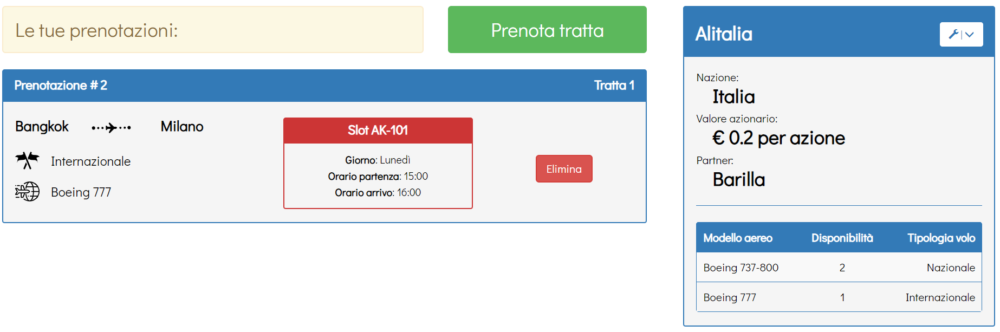 Le tue prenotazioni:
Prenota tratta
Prenotazione # 2
Tratta 1
Bangkok
Milano
Internazionale
Boeing 777
Slot AK-101
Giorno: Lunedì
Orario partenza: 15:00
Orario arrivo: 16:00
Elimina
Alitalia
Nazione:
Italia
Valore azionario:
€ 0.2 per azione
Partner:
Barilla
Modello aereo Disponibilità Tipologia volo
Boeing 737-800 2 Nazionale
Boeing 777 1 Internazionale